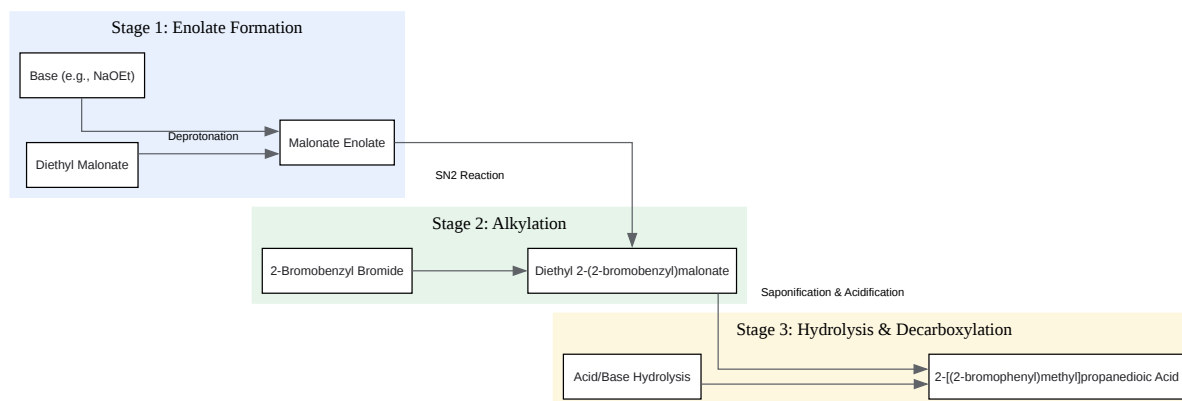 Stage 1: Enolate Formation
Base (e.g., NaOEt)
Deprotonation
Malonate Enolate
Diethyl Malonate
SN2 Reaction
Stage 2: Alkylation
2-Bromobenzyl Bromide
Diethyl 2-(2-bromobenzyl)malonate
Saponification & Acidification
Stage 3: Hydrolysis & Decarboxylation
Acid/Base Hydrolysis
2-[(2-bromophenyl)methyl]propanedioic Acid